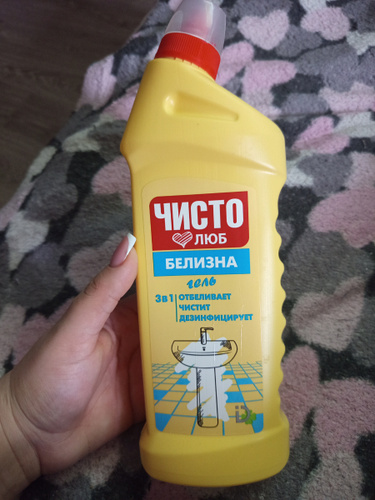 ЧИСТО
ЛЮБ
БЕЛИЗНА
гель
3в1 ОТБЕЛИВАЕТ
ЧИСТИТ
ДЕЗИНФИЦИРУЕТ